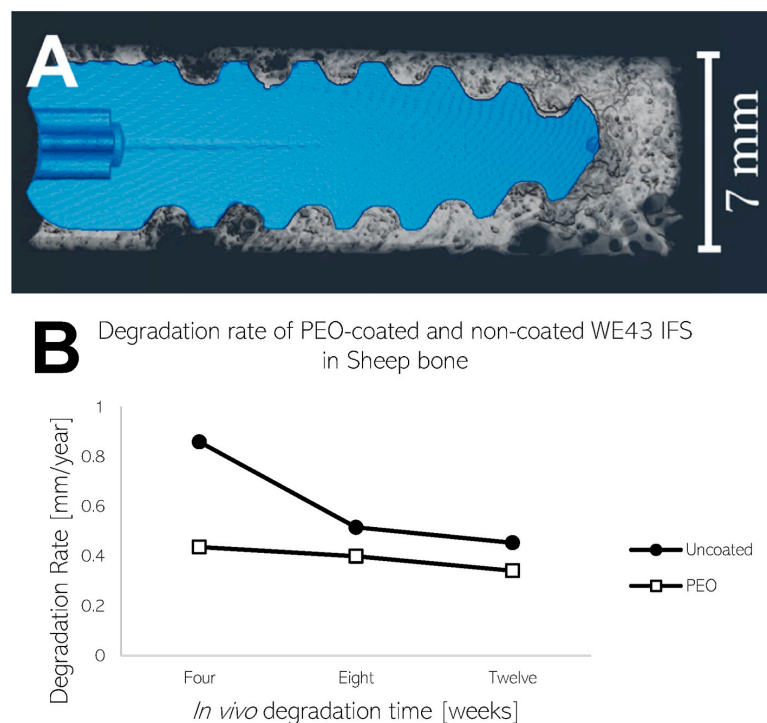 A
7 mm
B
Degradation rate of PEO-coated and non-coated WE43 IFS
in Sheep bone
Degradation Rate [mm/year]
1
0.8
0.6
0.4
0.2
0
Four
Eight
Twelve
In vivo degradation time [weeks]
Uncoated
PEO